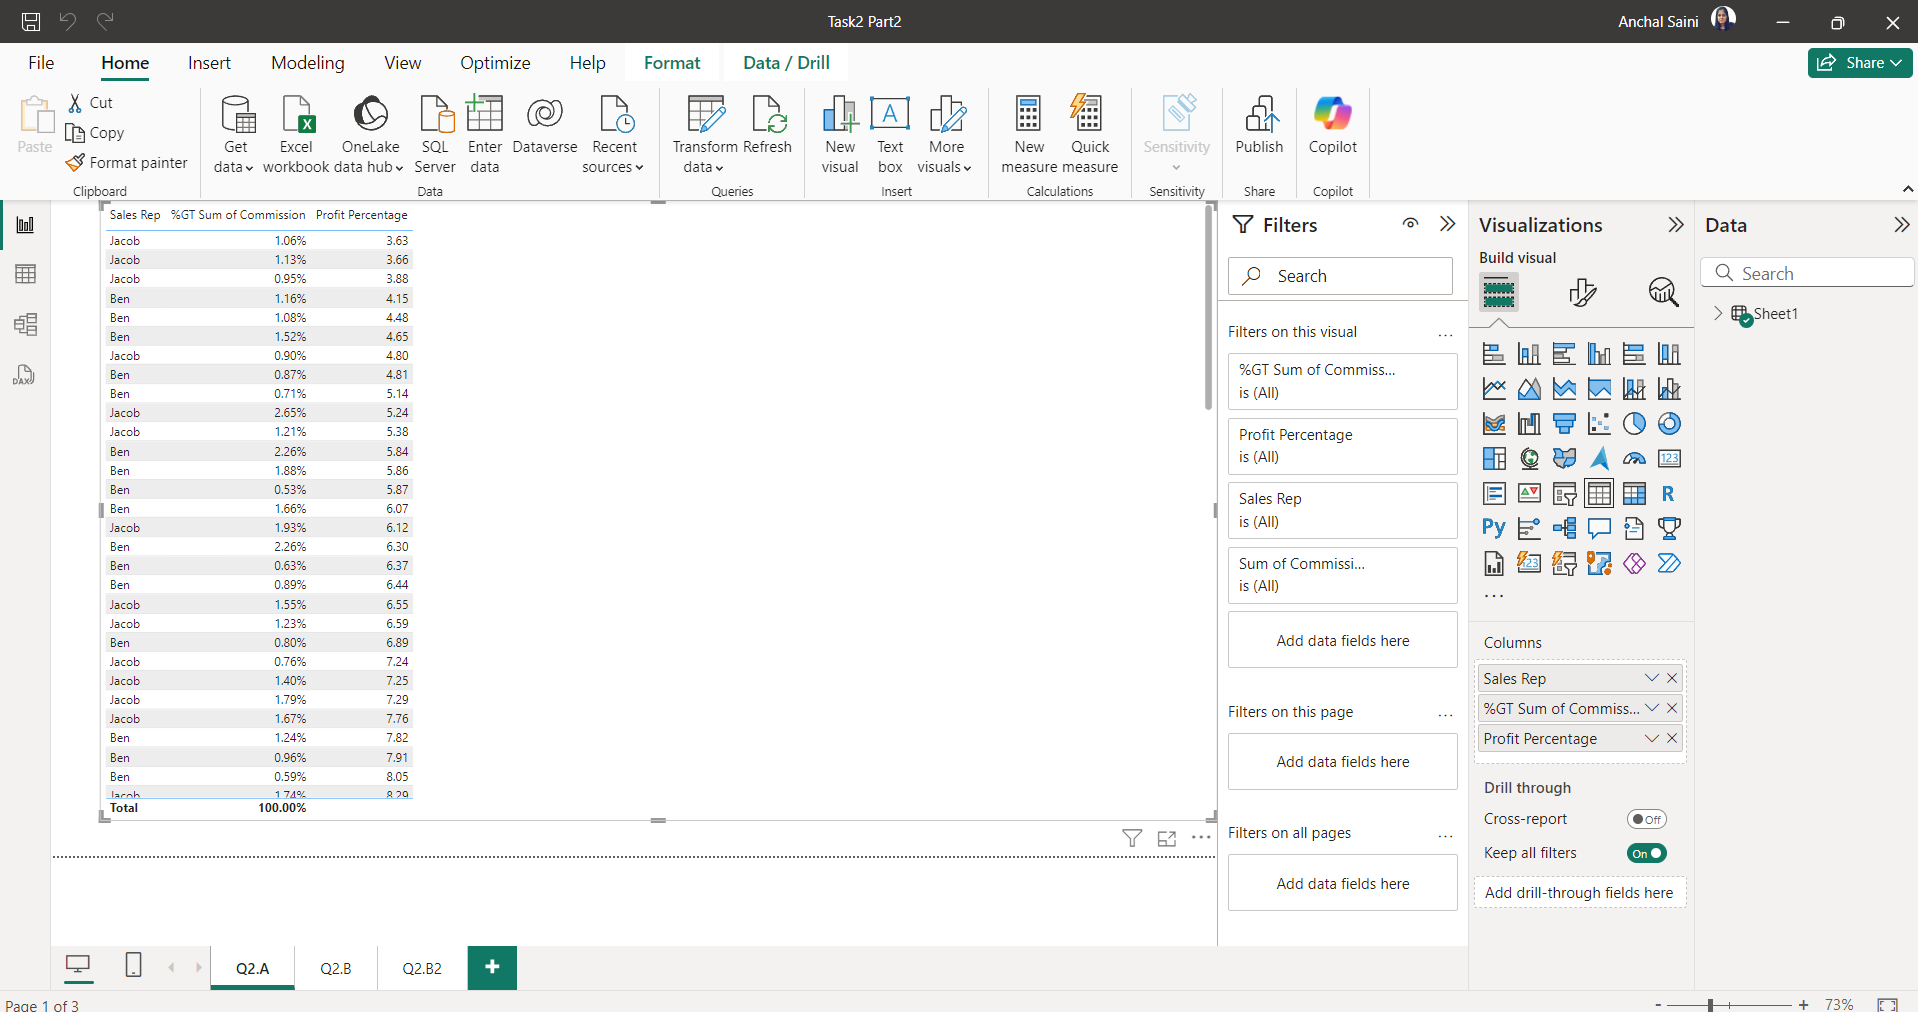 Task2 Part2
Anchal Saini
File Home Insert Modeling View Optimize Help Format Data / Drill
Share
Paste
Cut
Copy
Format painter
Clipboard
Get data
Excel workbook
OneLake data hub
SQL Server
Enter data
Dataverse
Recent sources
Data
Transform data
Refresh
Queries
New visual
Text box
More visuals
Insert
New measure
Quick measure
Calculations
Sensitivity
Sensitivity
Publish
Share
Copilot
Copilot
Sales Rep %GT Sum of Commission Profit Percentage
Jacob 1.06% 3.63
Jacob 1.13% 3.66
Jacob 0.95% 3.88
Ben 1.16% 4.15
Ben 1.08% 4.48
Ben 1.52% 4.65
Jacob 0.90% 4.80
Ben 0.87% 4.81
Ben 0.71% 5.14
Jacob 2.65% 5.24
Jacob 1.21% 5.38
Ben 2.26% 5.84
Ben 1.88% 5.86
Ben 0.53% 5.87
Ben 1.66% 6.07
Jacob 1.93% 6.12
Ben 2.26% 6.30
Ben 0.63% 6.37
Ben 0.89% 6.44
Jacob 1.55% 6.55
Jacob 1.23% 6.59
Ben 0.80% 6.89
Jacob 0.76% 7.24
Jacob 1.40% 7.25
Jacob 1.79% 7.29
Jacob 1.67% 7.76
Ben 1.24% 7.82
Ben 0.96% 7.91
Ben 0.59% 8.05
Jacob 1.74% 8.29
Total 100.00%
Filters
Search
Filters on this visual
%GT Sum of Commiss...
is (All)
Profit Percentage
is (All)
Sales Rep
is (All)
Sum of Commissi...
is (All)
Add data fields here
Filters on this page
Add data fields here
Filters on all pages
Add data fields here
Visualizations
Build visual
123
R
Py
123
Columns
Sales Rep
%GT Sum of Commiss...
Profit Percentage
Drill through
Cross-report Off
Keep all filters On
Add drill-through fields here
Data
Search
Sheet1
DAX
Q2.A Q2.B Q2.B2 +
Page 1 of 3
- + 73%